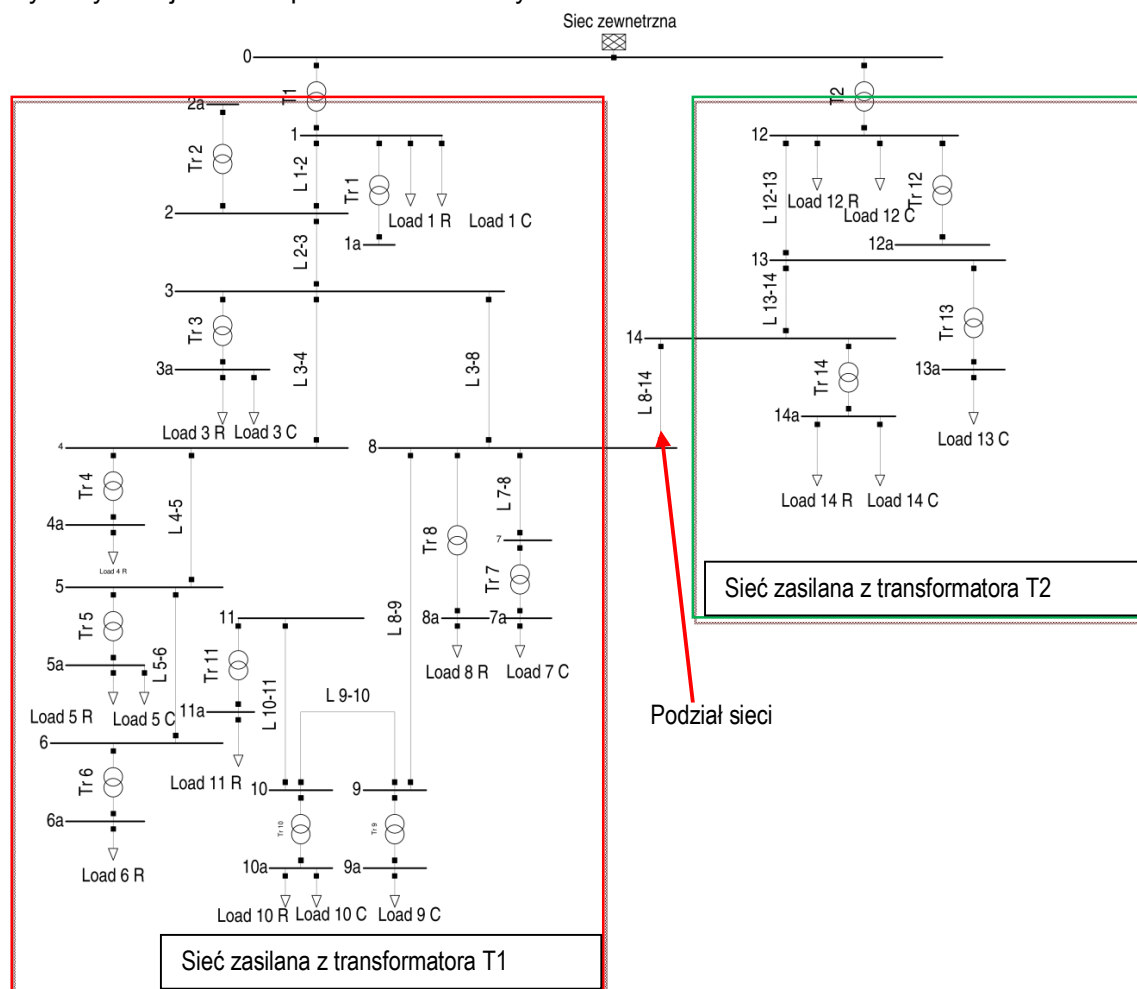 Siec zewnetrzna
0
T1
T2
2a
1
12
Tr 2
L 1-2
Tr 1
Load 1 R
Load 1 C
L 12-13
Load 12 R
Load 12 C
Tr 12
2
1a
12a
L 2-3
13
3
L 13-14
Tr 13
Tr 3
L 3-4
L 3-8
14
3a
L 8-14
Tr 14
13a
Load 3 R
Load 3 C
14a
Load 13 C
4
8
Tr 4
L 4-5
L 7-8
Load 14 R
Load 14 C
4a
Tr 8
7
Load 4 R
Tr 7
Sieć zasilana z transformatora T2
5
Tr 5
11
L 8-9
8a
7a
5a
L 5-6
Tr 11
Load 8 R
Load 7 C
L 9-10
L 10-11
Load 5 R
Load 5 C
11a
Podział sieci
6
Tr 6
Load 11 R
10
9
6a
Tr 10
Tr 9
Load 6 R
10a
9a
Load 10 R
Load 10 C
Load 9 C
Sieć zasilana z transformatora T1